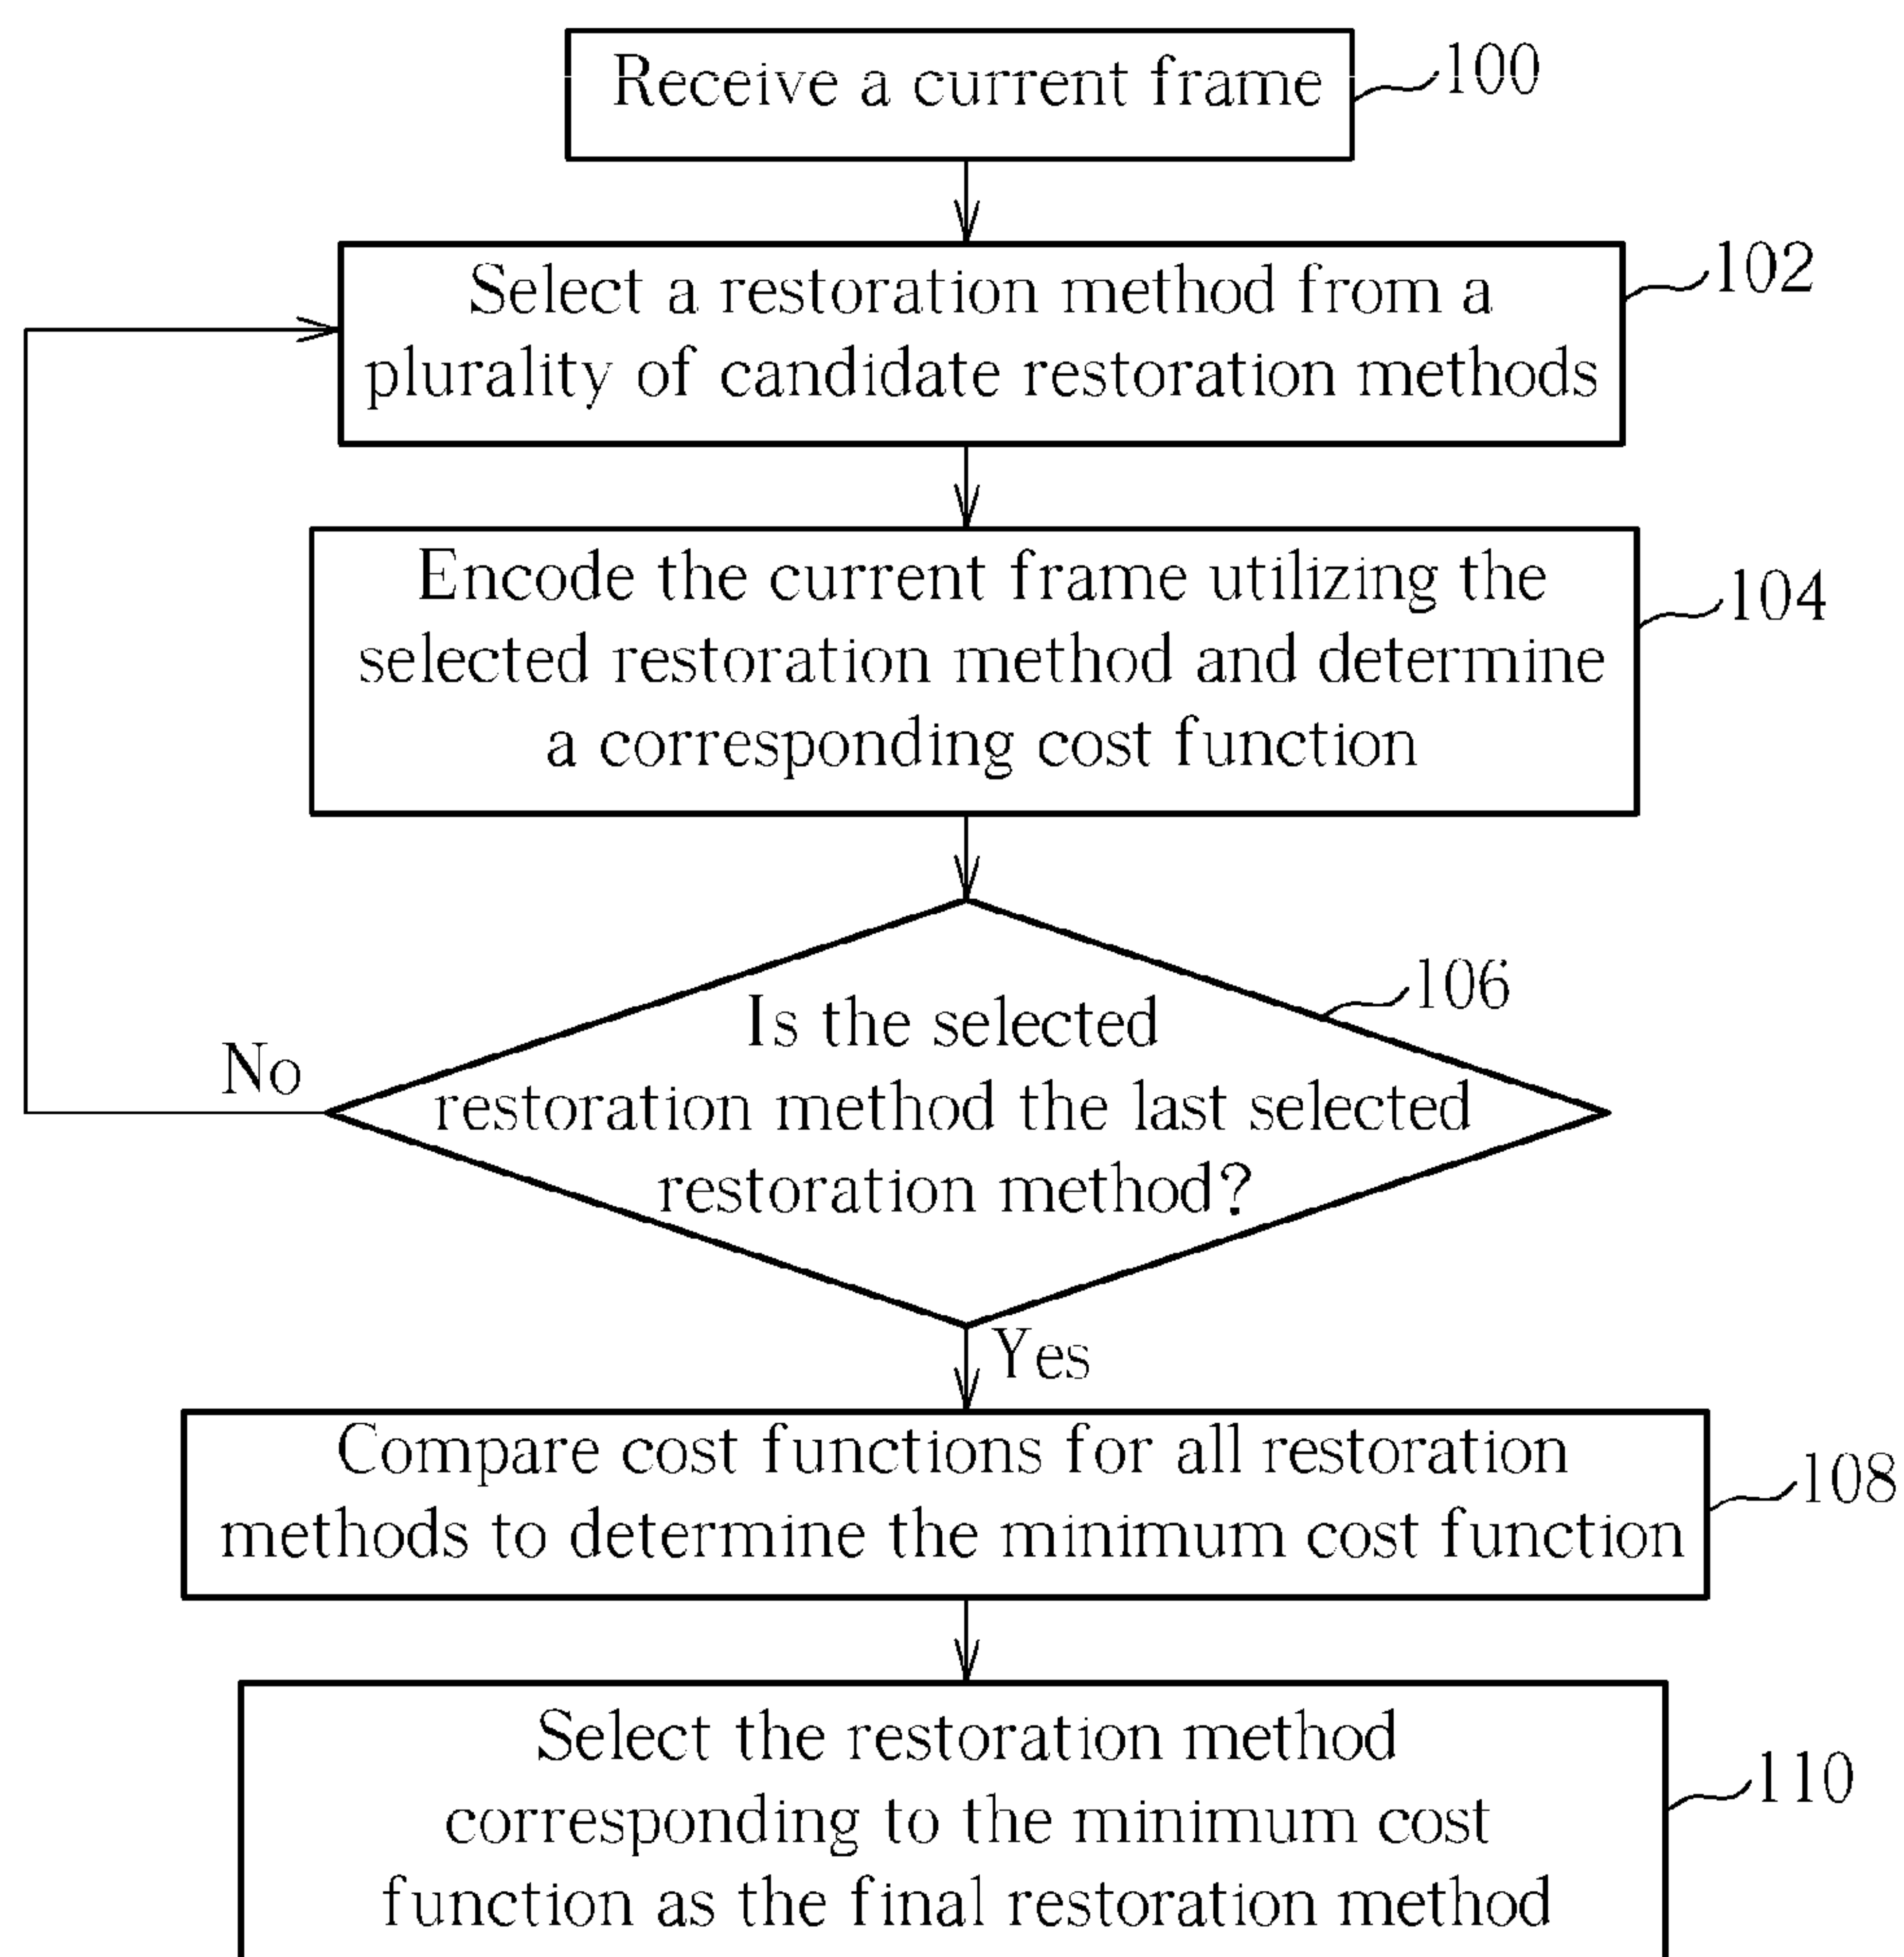 Receive a current frame
100
Select a restoration method from a
plurality of candidate restoration methods
102
Encode the current frame utilizing the
selected restoration method and determine
a corresponding cost function
104
Is the selected
restoration method the last selected
restoration method?
106
No
Yes
Compare cost functions for all restoration
methods to determine the minimum cost function
108
Select the restoration method
corresponding to the minimum cost
function as the final restoration method
110